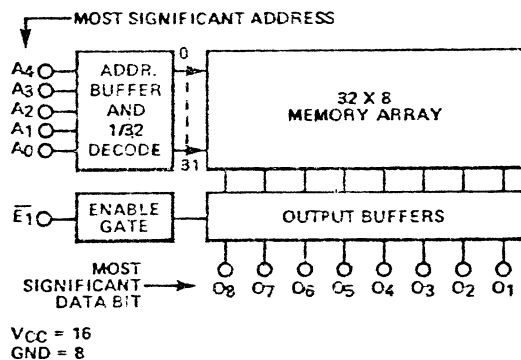 MOST SIGNIFICANT ADDRESS
A4
A3
A2
A1
A0
ADDR.
BUFFER
AND
1/32
DECODE
0
31
32 X 8
MEMORY ARRAY
E1
ENABLE
GATE
OUTPUT BUFFERS
MOST
SIGNIFICANT
DATA BIT
O8 O7 O6 O5 O4 O3 O2 O1
VCC = 16
GND = 8